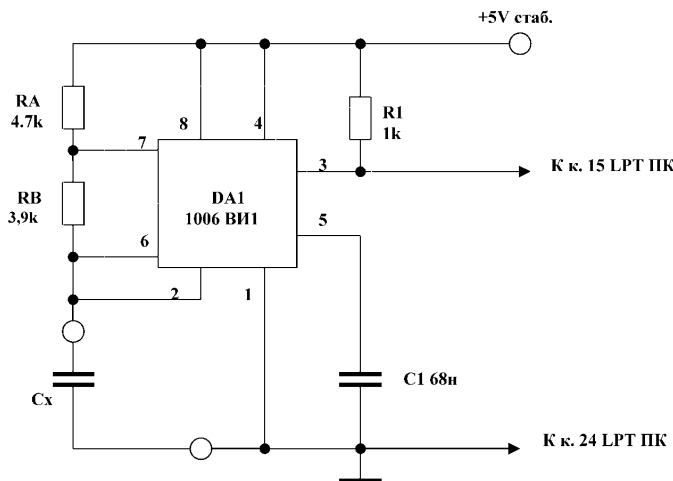 +5V стаб.
RA
4.7k
8
4
R1
1k
7
3
К к. 15 LPT ПК
DA1
1006 ВИ1
RB
3,9k
5
6
2
1
Cx
C1 68н
К к. 24 LPT ПК